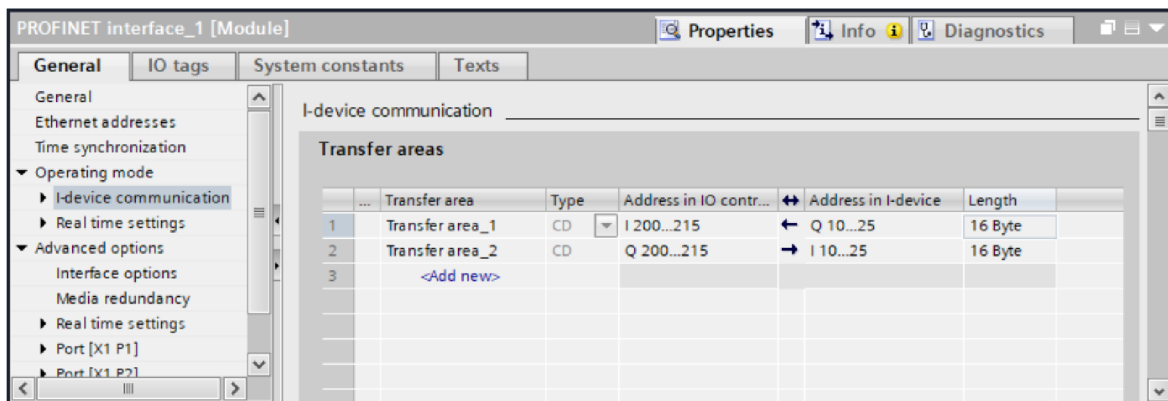 PROFINET interface_1 [Module]
Properties
Info
Diagnostics
General
IO tags
System constants
Texts
General
Ethernet addresses
Time synchronization
Operating mode
I-device communication
Real time settings
Advanced options
Interface options
Media redundancy
Real time settings
Port [X1 P1]
Port [X1 P2]
I-device communication
Transfer areas
... Transfer area Type Address in IO contr... ↔ Address in I-device Length
1 Transfer area_1 CD I 200...215 ← Q 10...25 16 Byte
2 Transfer area_2 CD Q 200...215 → I 10...25 16 Byte
3 <Add new>